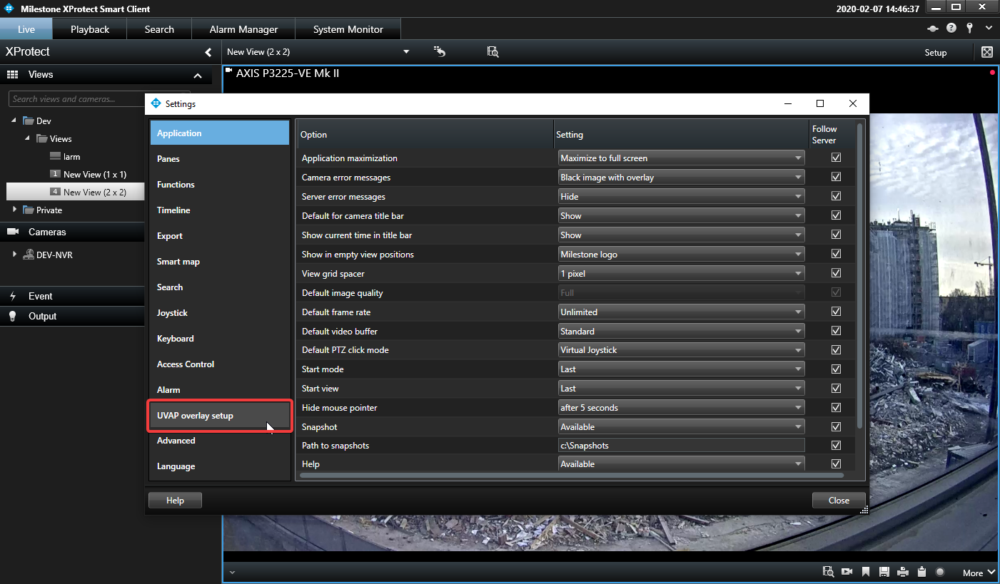 Milestone XProtect Smart Client
2020-02-07 14:46:37
Live
Playback
Search
Alarm Manager
System Monitor
XProtect
New View (2 x 2)
Setup
Views
AXIS P3225-VE Mk II
Search views and cameras...
Dev
Views
larm
1 New View (1 x 1)
4 New View (2 x 2)
Private
Cameras
DEV-NVR
Event
Output
Settings
Application
Panes
Functions
Timeline
Export
Smart map
Search
Joystick
Keyboard
Access Control
Alarm
UVAP overlay setup
Advanced
Language
Option Setting Follow Server
Application maximization Maximize to full screen
Camera error messages Black image with overlay
Server error messages Hide
Default for camera title bar Show
Show current time in title bar Show
Show in empty view positions Milestone logo
View grid spacer 1 pixel
Default image quality Full
Default frame rate Unlimited
Default video buffer Standard
Default PTZ click mode Virtual Joystick
Start mode Last
Start view Last
Hide mouse pointer after 5 seconds
Snapshot Available
Path to snapshots c:\Snapshots
Help Available
Help
Close
More